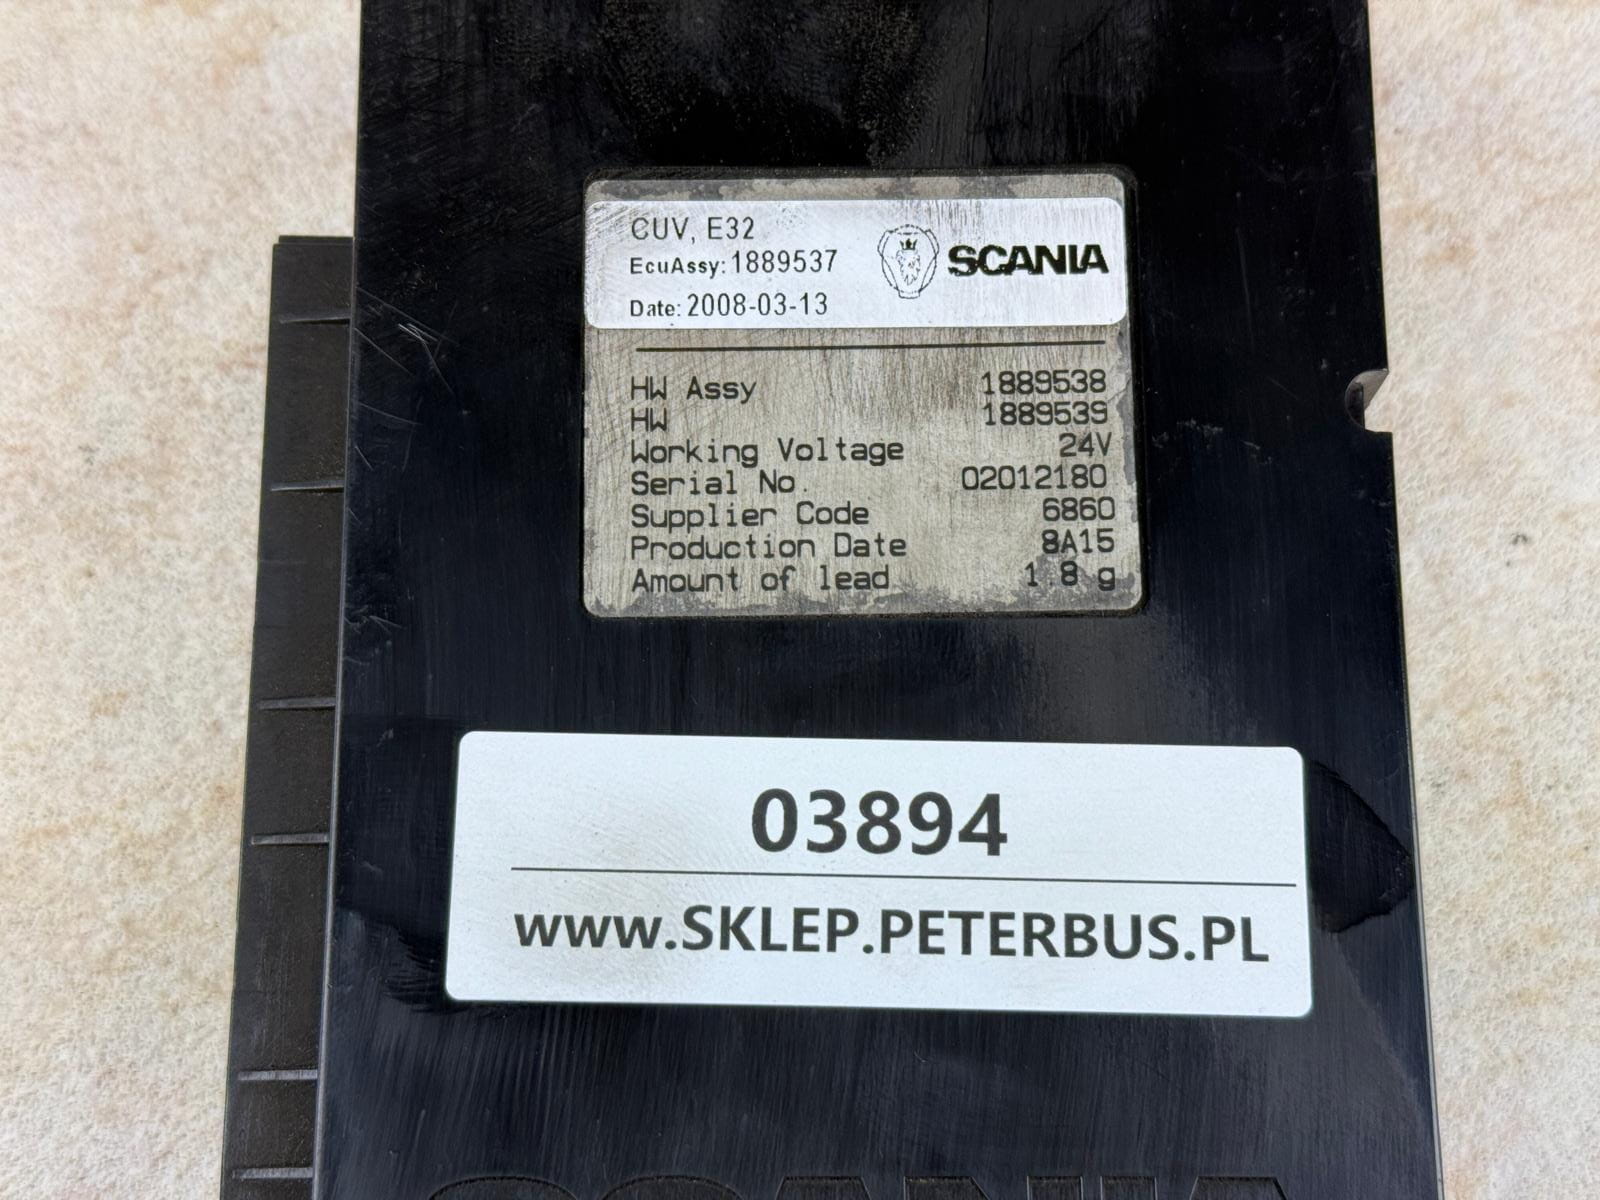 CUV, E32
EcuAssy: 1889537
SCANIA
Date: 2008-03-13
HW Assy 1889538
HW 1889539
Working Voltage 24V
Serial No. 02012180
Supplier Code 6860
Production Date 8A15
Amount of lead 1.8 g
03894
www.SKLEP.PETERBUS.PL
SCANIA